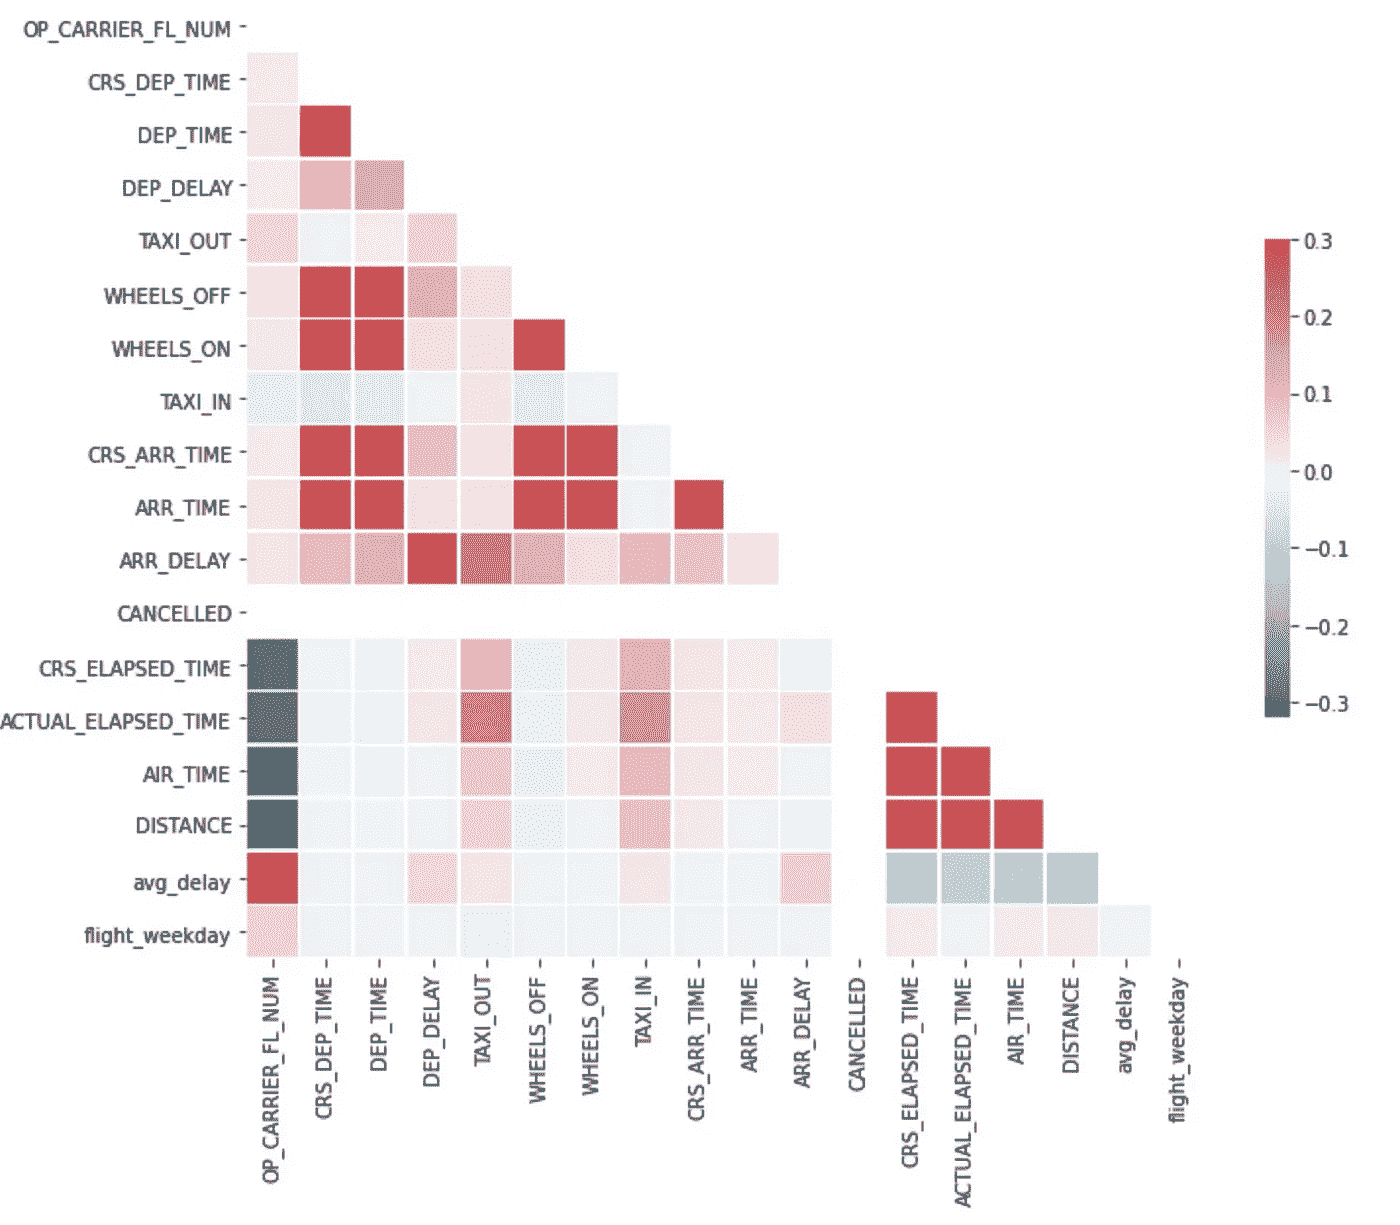 OP_CARRIER_FL_NUM
CRS_DEP_TIME
DEP_TIME
DEP_DELAY
TAXI_OUT
WHEELS_OFF
WHEELS_ON
TAXI_IN
CRS_ARR_TIME
ARR_TIME
ARR_DELAY
CANCELLED
CRS_ELAPSED_TIME
ACTUAL_ELAPSED_TIME
AIR_TIME
DISTANCE
avg_delay
flight_weekday
OP_CARRIER_FL_NUM
CRS_DEP_TIME
DEP_TIME
DEP_DELAY
TAXI_OUT
WHEELS_OFF
WHEELS_ON
TAXI_IN
CRS_ARR_TIME
ARR_TIME
ARR_DELAY
CANCELLED
CRS_ELAPSED_TIME
ACTUAL_ELAPSED_TIME
AIR_TIME
DISTANCE
avg_delay
flight_weekday
0.3
0.2
0.1
0.0
−0.1
−0.2
−0.3